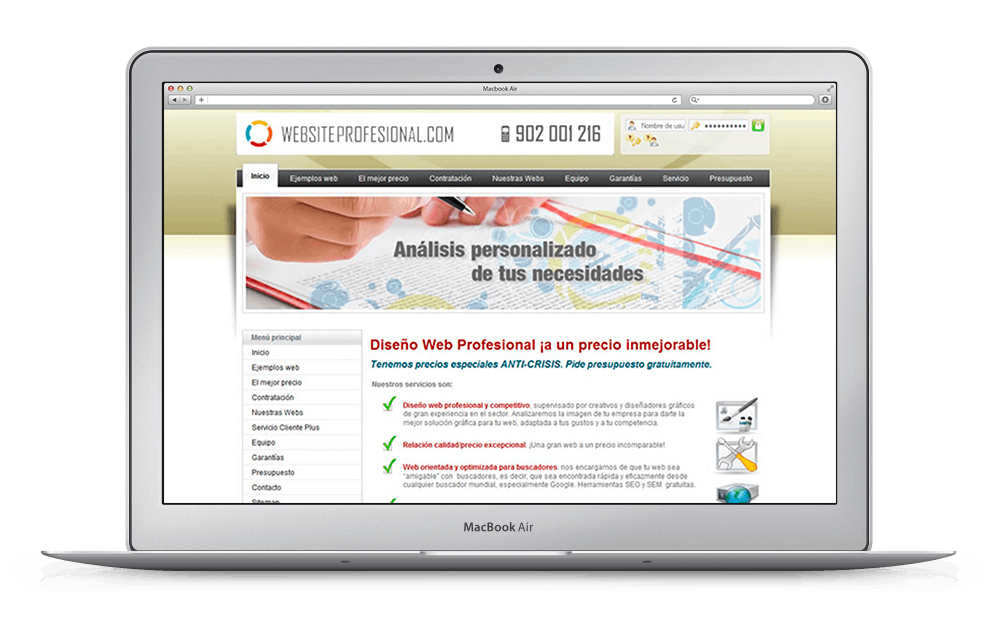 Macbook Air
WEBSITEPROFESIONAL.COM
902 001 216
Nombre de usu
Inicio
Ejemplos web
El mejor precio
Contratación
Nuestras Webs
Equipo
Garantías
Servicio
Presupuesto
Análisis personalizado
de tus necesidades
Menú principal
Inicio
Ejemplos web
El mejor precio
Contratación
Nuestras Webs
Servicio Cliente Plus
Equipo
Garantías
Presupuesto
Contacto
Sitemap
Diseño Web Profesional ¡a un precio inmejorable!
Tenemos precios especiales ANTI-CRISIS. Pide presupuesto gratuitamente.
Nuestros servicios son:
Diseño web profesional y competitivo, supervisado por creativos y diseñadores gráficos
de gran experiencia en el sector. Analizaremos la imagen de tu empresa para darte la
mejor solución gráfica para tu web, adaptada a tus gustos y a tu competencia.
Relación calidad/precio excepcional. ¡Una gran web a un precio incomparable!
Web orientada y optimizada para buscadores: nos encargamos de que tu web sea
"amigable" con buscadores, es decir, que sea encontrada rápida y eficazmente desde
cualquier buscador mundial, especialmente Google. Herramientas SEO y SEM gratuitas.
MacBook Air